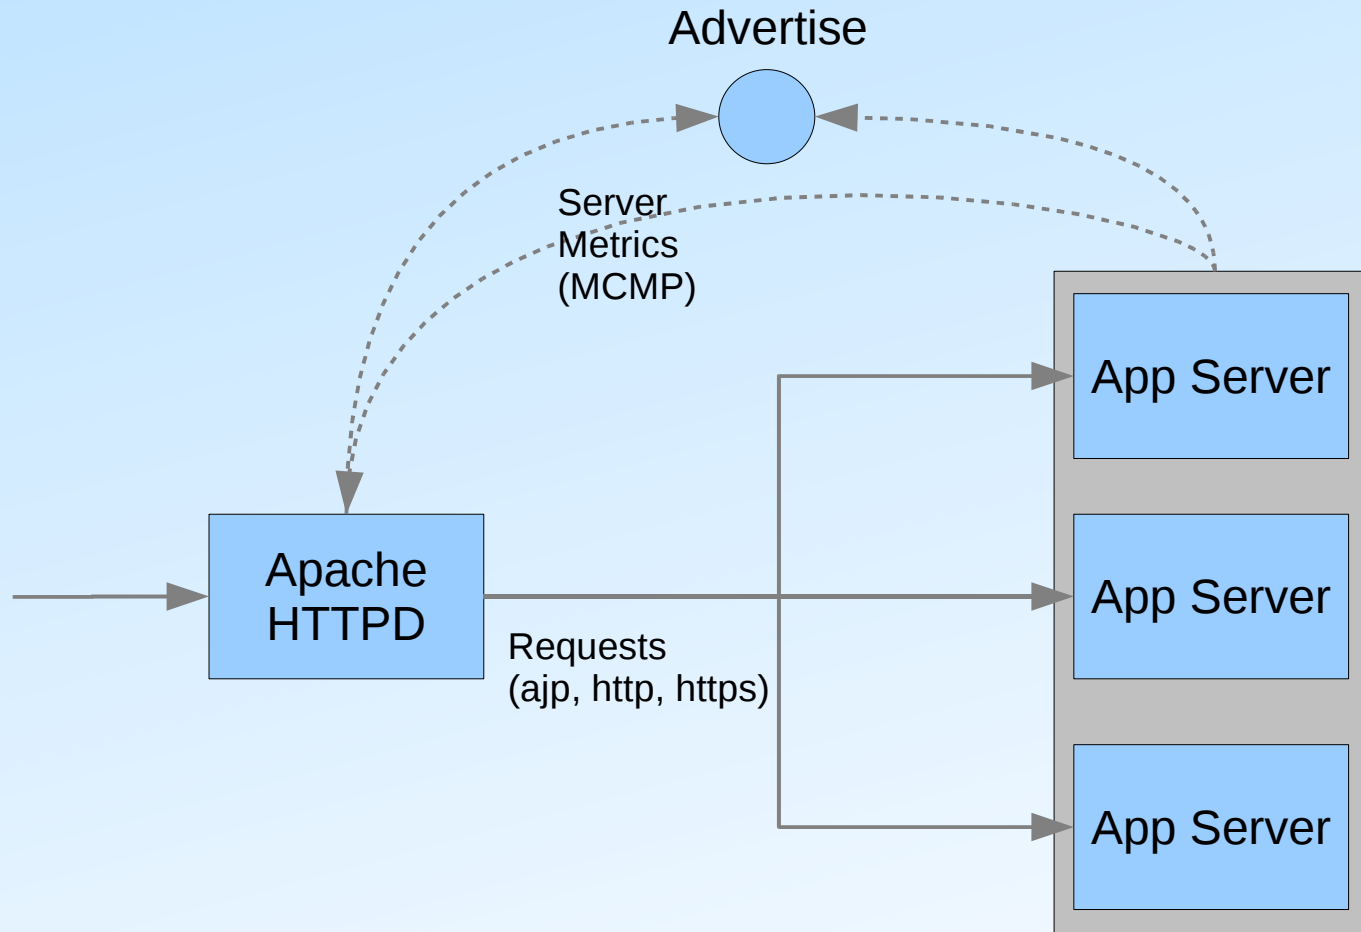 Advertise
Server
Metrics
(MCMP)
App Server
Apache
HTTPD
App Server
Requests
(ajp, http, https)
App Server